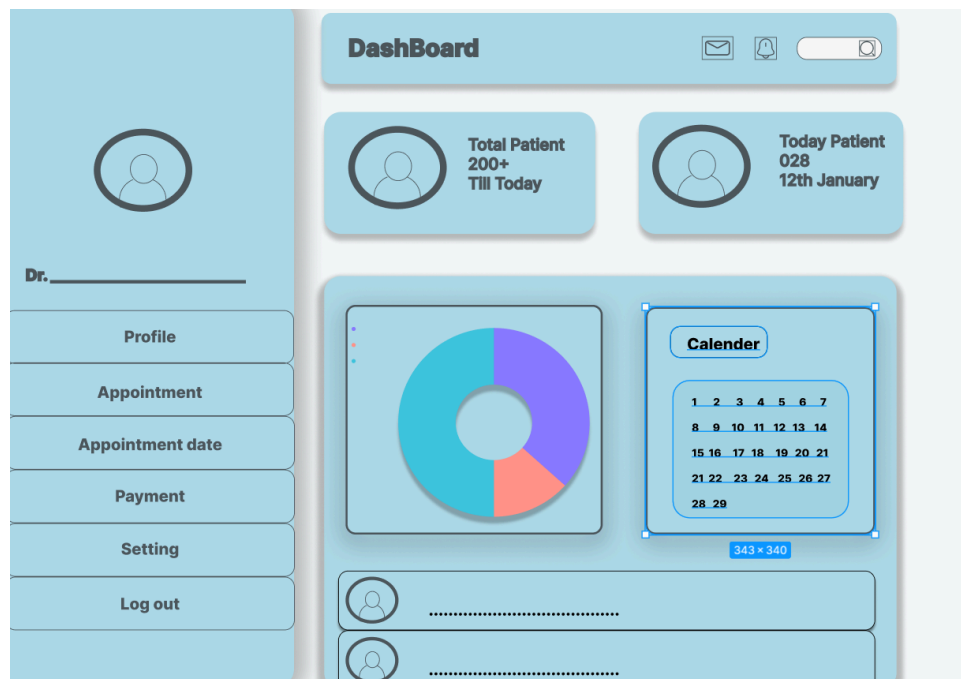 DashBoard
Total Patient
200+
Till Today
Today Patient
028
12th January
Dr.
Profile
Appointment
Appointment date
Payment
Setting
Log out
Calender
1 2 3 4 5 6 7
8 9 10 11 12 13 14
15 16 17 18 19 20 21
21 22 23 24 25 26 27
28 29
343 × 340